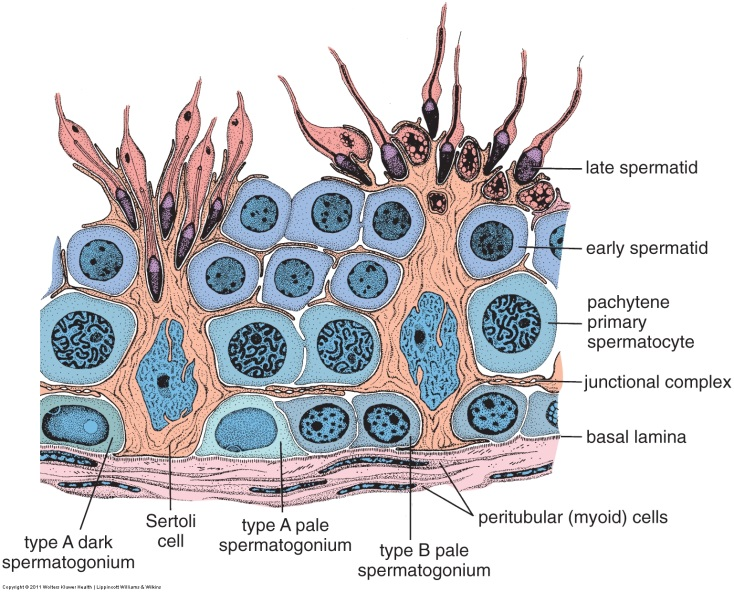 late spermatid
early spermatid
pachytene
primary
spermatocyte
junctional complex
basal lamina
peritubular (myoid) cells
type A dark
spermatogonium
Sertoli
cell
type A pale
spermatogonium
type B pale
spermatogonium
Copyright © 2011 Wolters Kluwer Health | Lippincott Williams & Wilkins